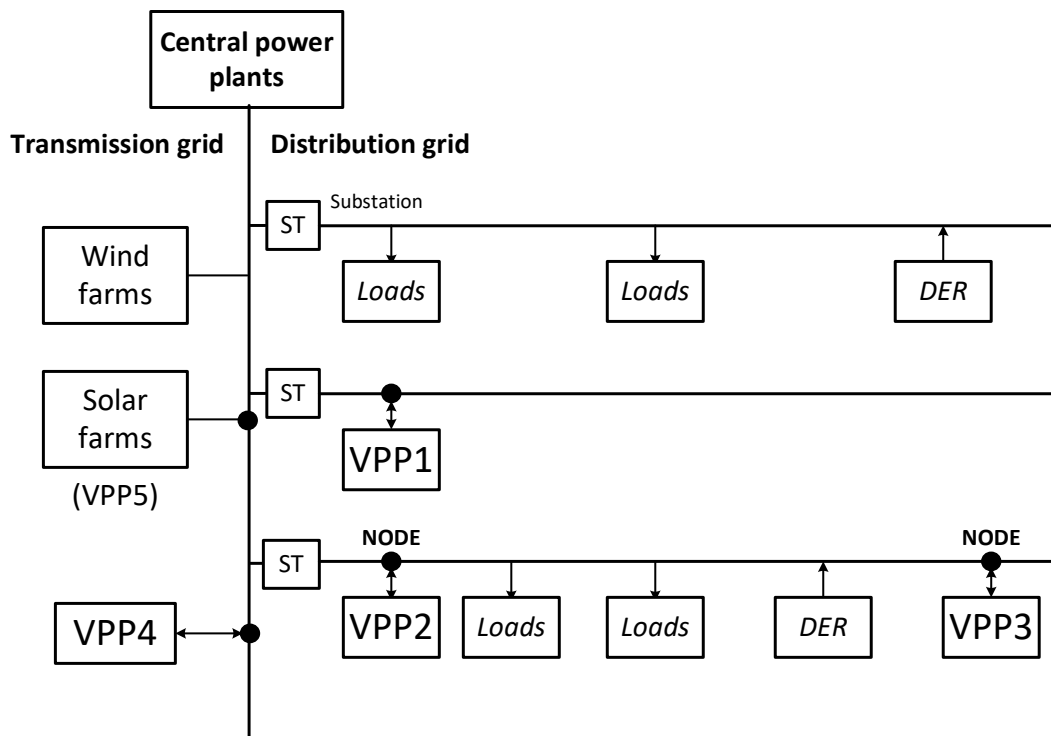 Central power
plants
Transmission grid
Distribution grid
ST
Substation
Wind
farms
Loads
Loads
DER
Solar
farms
(VPP5)
ST
VPP1
NODE
NODE
ST
VPP4
VPP2
Loads
Loads
DER
VPP3